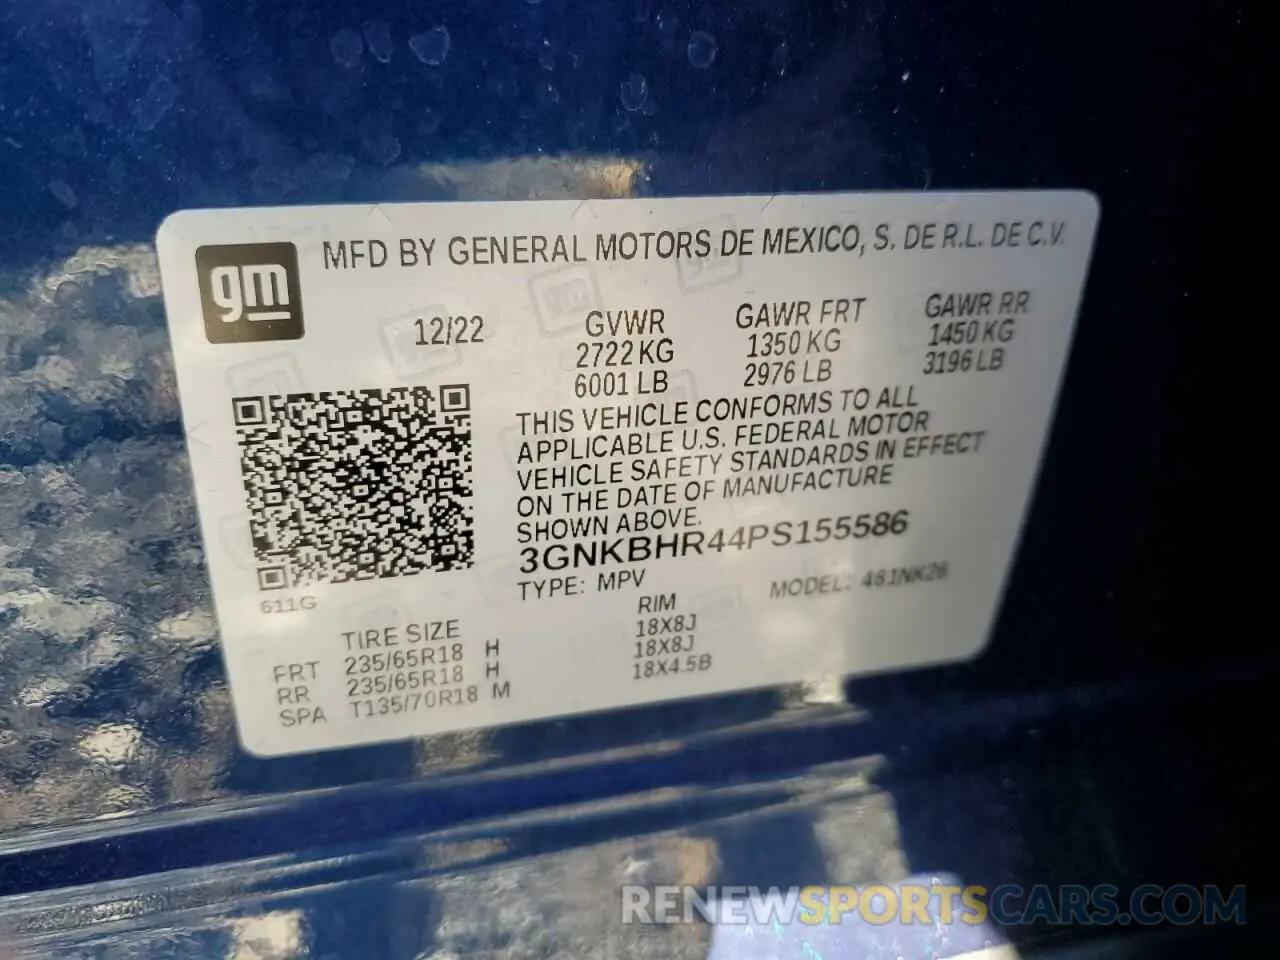 gm MFD BY GENERAL MOTORS DE MEXICO, S. DE R.L. DE C.V.
12/22 GVWR GAWR FRT GAWR RR
2722 KG 1350 KG 1450 KG
6001 LB 2976 LB 3196 LB
THIS VEHICLE CONFORMS TO ALL
APPLICABLE U.S. FEDERAL MOTOR
VEHICLE SAFETY STANDARDS IN EFFECT
ON THE DATE OF MANUFACTURE
SHOWN ABOVE.
3GNKBHR44PS155586
611G TYPE: MPV MODEL: 461NK26
TIRE SIZE RIM
FRT 235/65R18 H 18X8J
RR 235/65R18 H 18X8J
SPA T135/70R18 M 18X4.5B
RENEWSPORTSCARS.COM